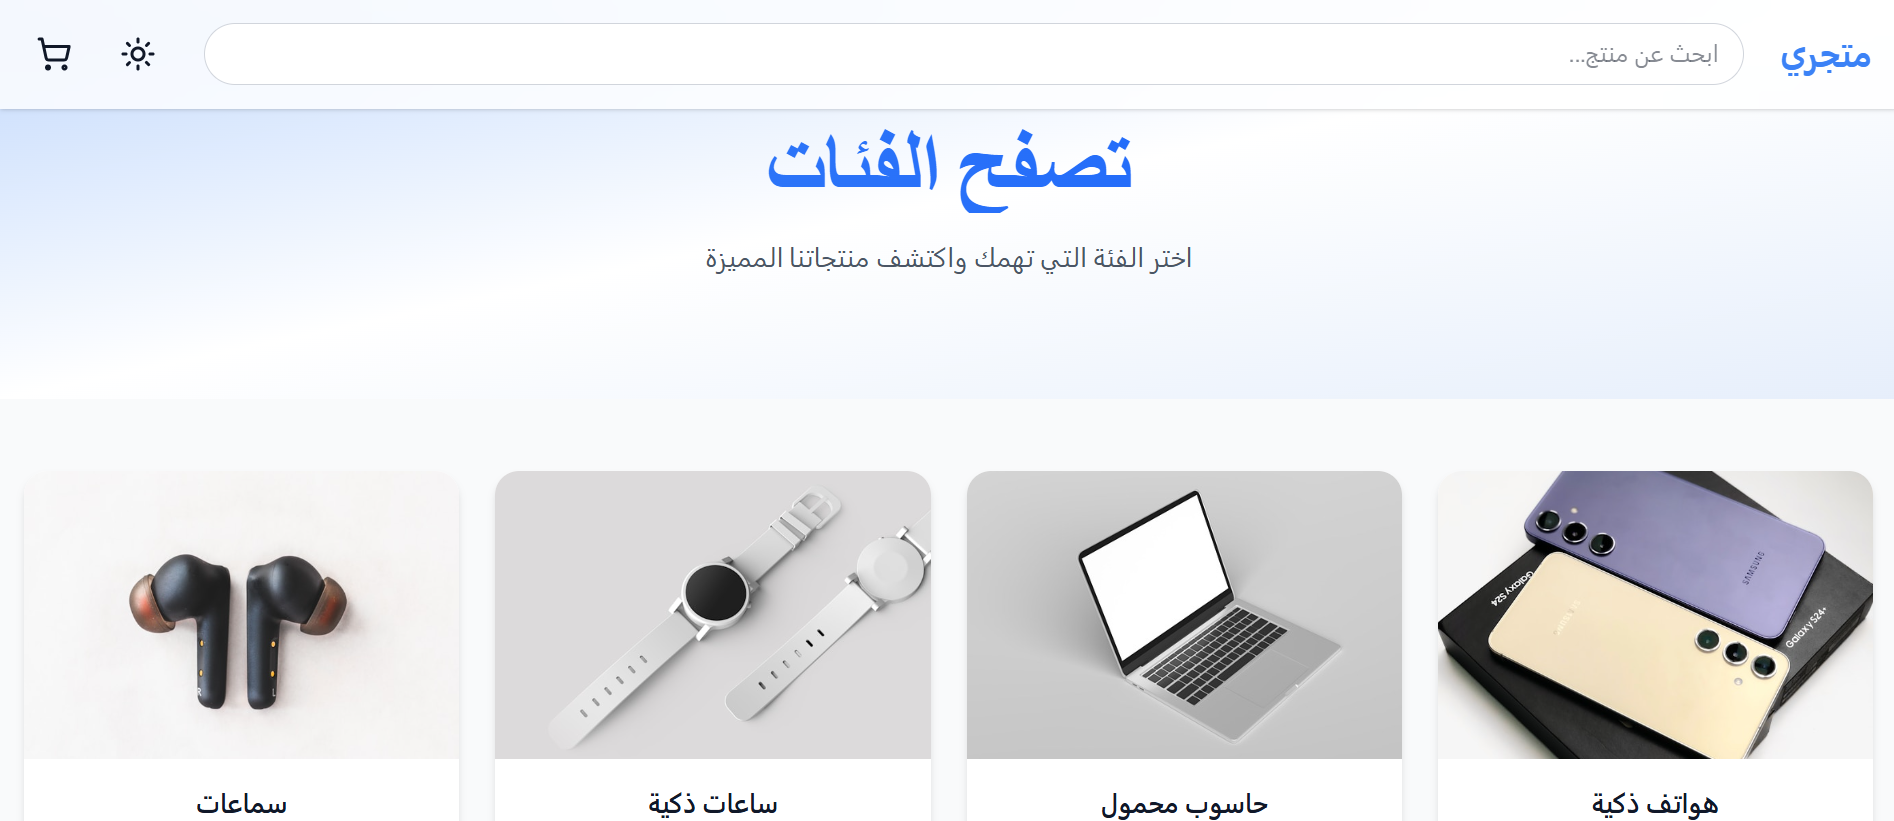 متجري
ابحث عن منتج...
تصفح الفئات
اختر الفئة التي تهمك واكتشف منتجاتنا المميزة
SAMSUNG
Galaxy S24
Galaxy S24+
R
L
هواتف ذكية
حاسوب محمول
ساعات ذكية
سماعات